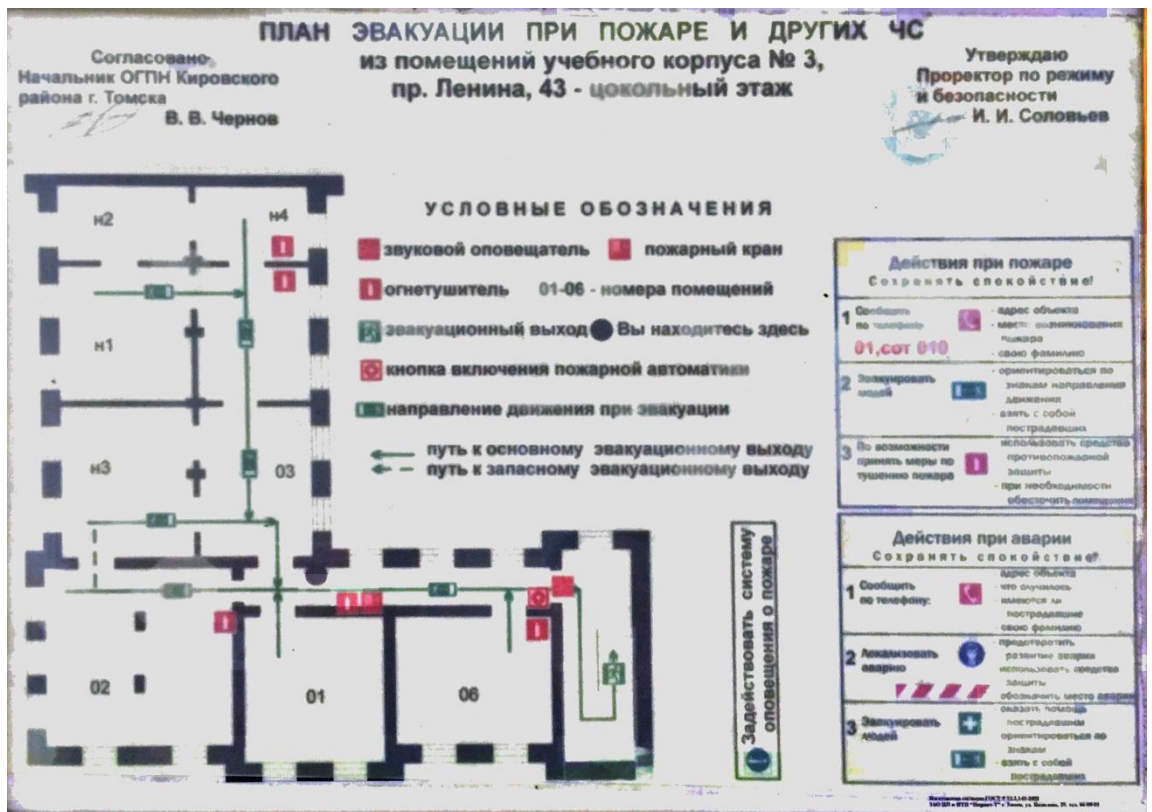 ПЛАН ЭВАКУАЦИИ ПРИ ПОЖАРЕ И ДРУГИХ ЧС
из помещений учебного корпуса № 3,
пр. Ленина, 43 - цокольный этаж
Согласовано
Начальник ОГПН Кировского
района г. Томска
В. В. Чернов
Утверждаю
Проректор по режиму
и безопасности
И. И. Соловьев
УСЛОВНЫЕ ОБОЗНАЧЕНИЯ
звуковой оповещатель
пожарный кран
огнетушитель
01-06 - номера помещений
эвакуационный выход
Вы находитесь здесь
кнопка включения пожарной автоматики
направление движения при эвакуации
путь к основному эвакуационному выходу
путь к запасному эвакуационному выходу
н2
н4
н1
н3
03
02
01
06
Задействовать систему
оповещения о пожаре
Действия при пожаре
Сохранять спокойствие!
1 Сообщить
по телефону
01, сот 010
- адрес объекта
- место возникновения
пожара
- свою фамилию
2 Эвакуировать
людей
- ориентироваться по
знакам направления
движения
- взять с собой
пострадавших
3 По возможности
принять меры по
тушению пожара
использовать средства
противопожарной
защиты
- при необходимости
обесточить помещения
Действия при аварии
Сохранять спокойствие!
1 Сообщить
по телефону:
- адрес объекта
- что случилось
- имеются ли
пострадавшие
свою фамилию
2 Локализовать
аварию
предотвратить
развитие аварии
использовать средства
защиты
обозначить место аварии
3 Эвакуировать
людей
- оказать помощь
пострадавшим
ориентироваться по
знакам
- взять с собой
пострадавших